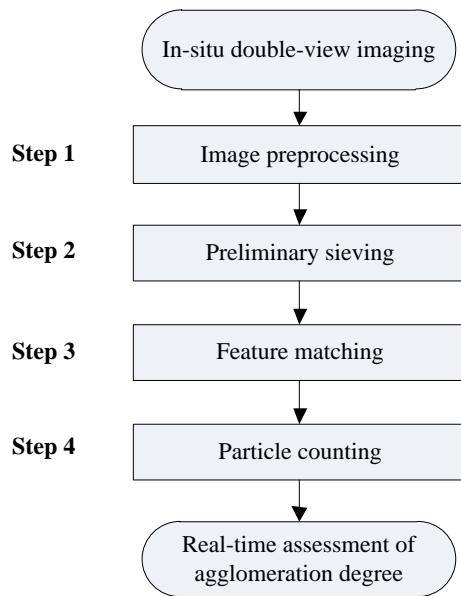 In-situ double-view imaging
Step 1
Image preprocessing
Step 2
Preliminary sieving
Step 3
Feature matching
Step 4
Particle counting
Real-time assessment of
agglomeration degree